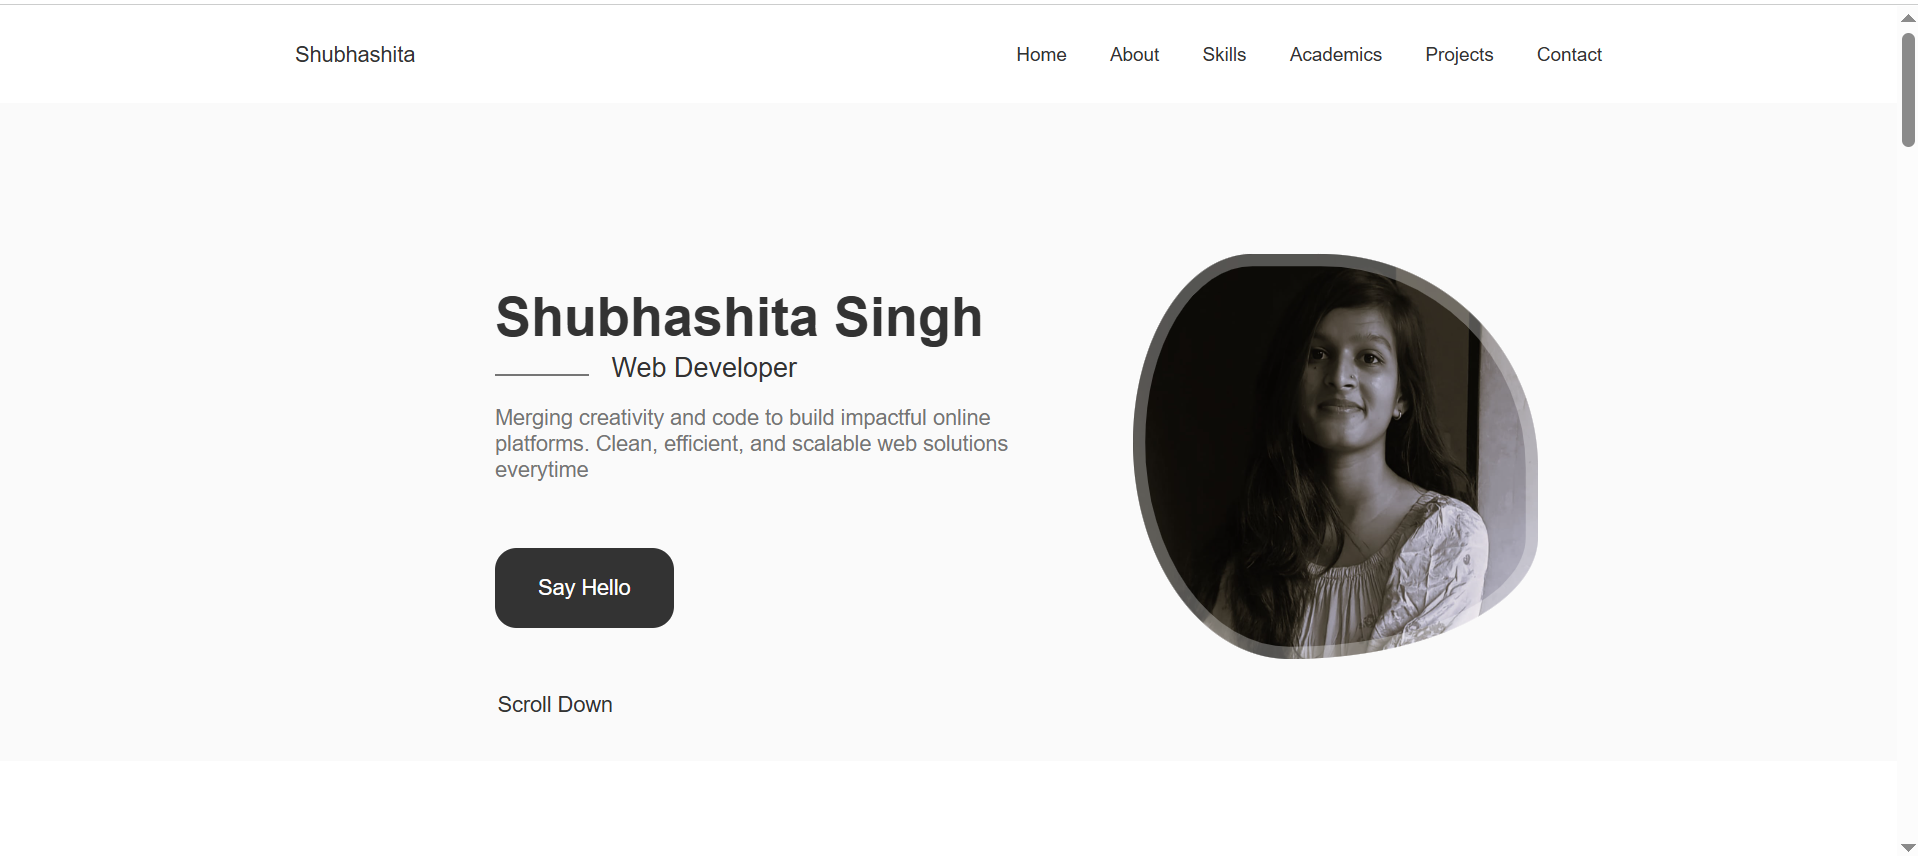 Shubhashita
Home About Skills Academics Projects Contact
Shubhashita Singh
Web Developer
Merging creativity and code to build impactful online
platforms. Clean, efficient, and scalable web solutions
everytime
Say Hello
Scroll Down